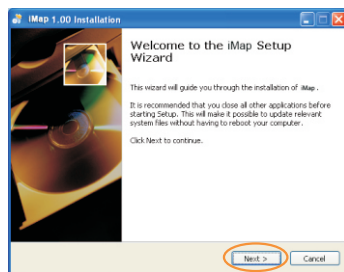 iMap 1.00 Installation
Welcome to the iMap Setup
Wizard
This wizard will guide you through the installation of iMap .
It is recommended that you close all other applications before
starting Setup. This will make it possible to update relevant
system files without having to reboot your computer.
Click Next to continue.
Next >
Cancel